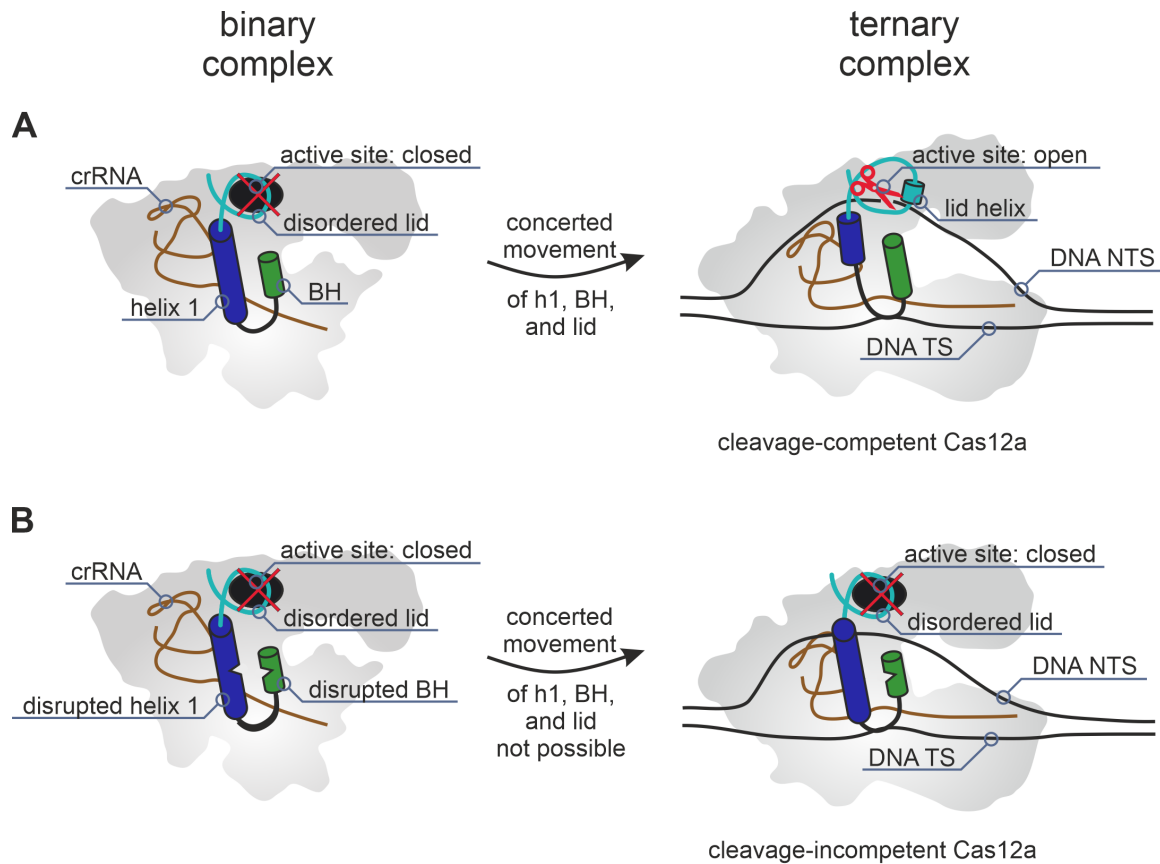 binary
complex
ternary
complex
A
crRNA
active site: closed
disordered lid
BH
helix 1
concerted
movement
of h1, BH,
and lid
active site: open
lid helix
DNA NTS
DNA TS
cleavage-competent Cas12a
B
crRNA
active site: closed
disordered lid
disrupted BH
disrupted helix 1
concerted
movement
of h1, BH,
and lid
not possible
active site: closed
disordered lid
DNA NTS
DNA TS
cleavage-incompetent Cas12a